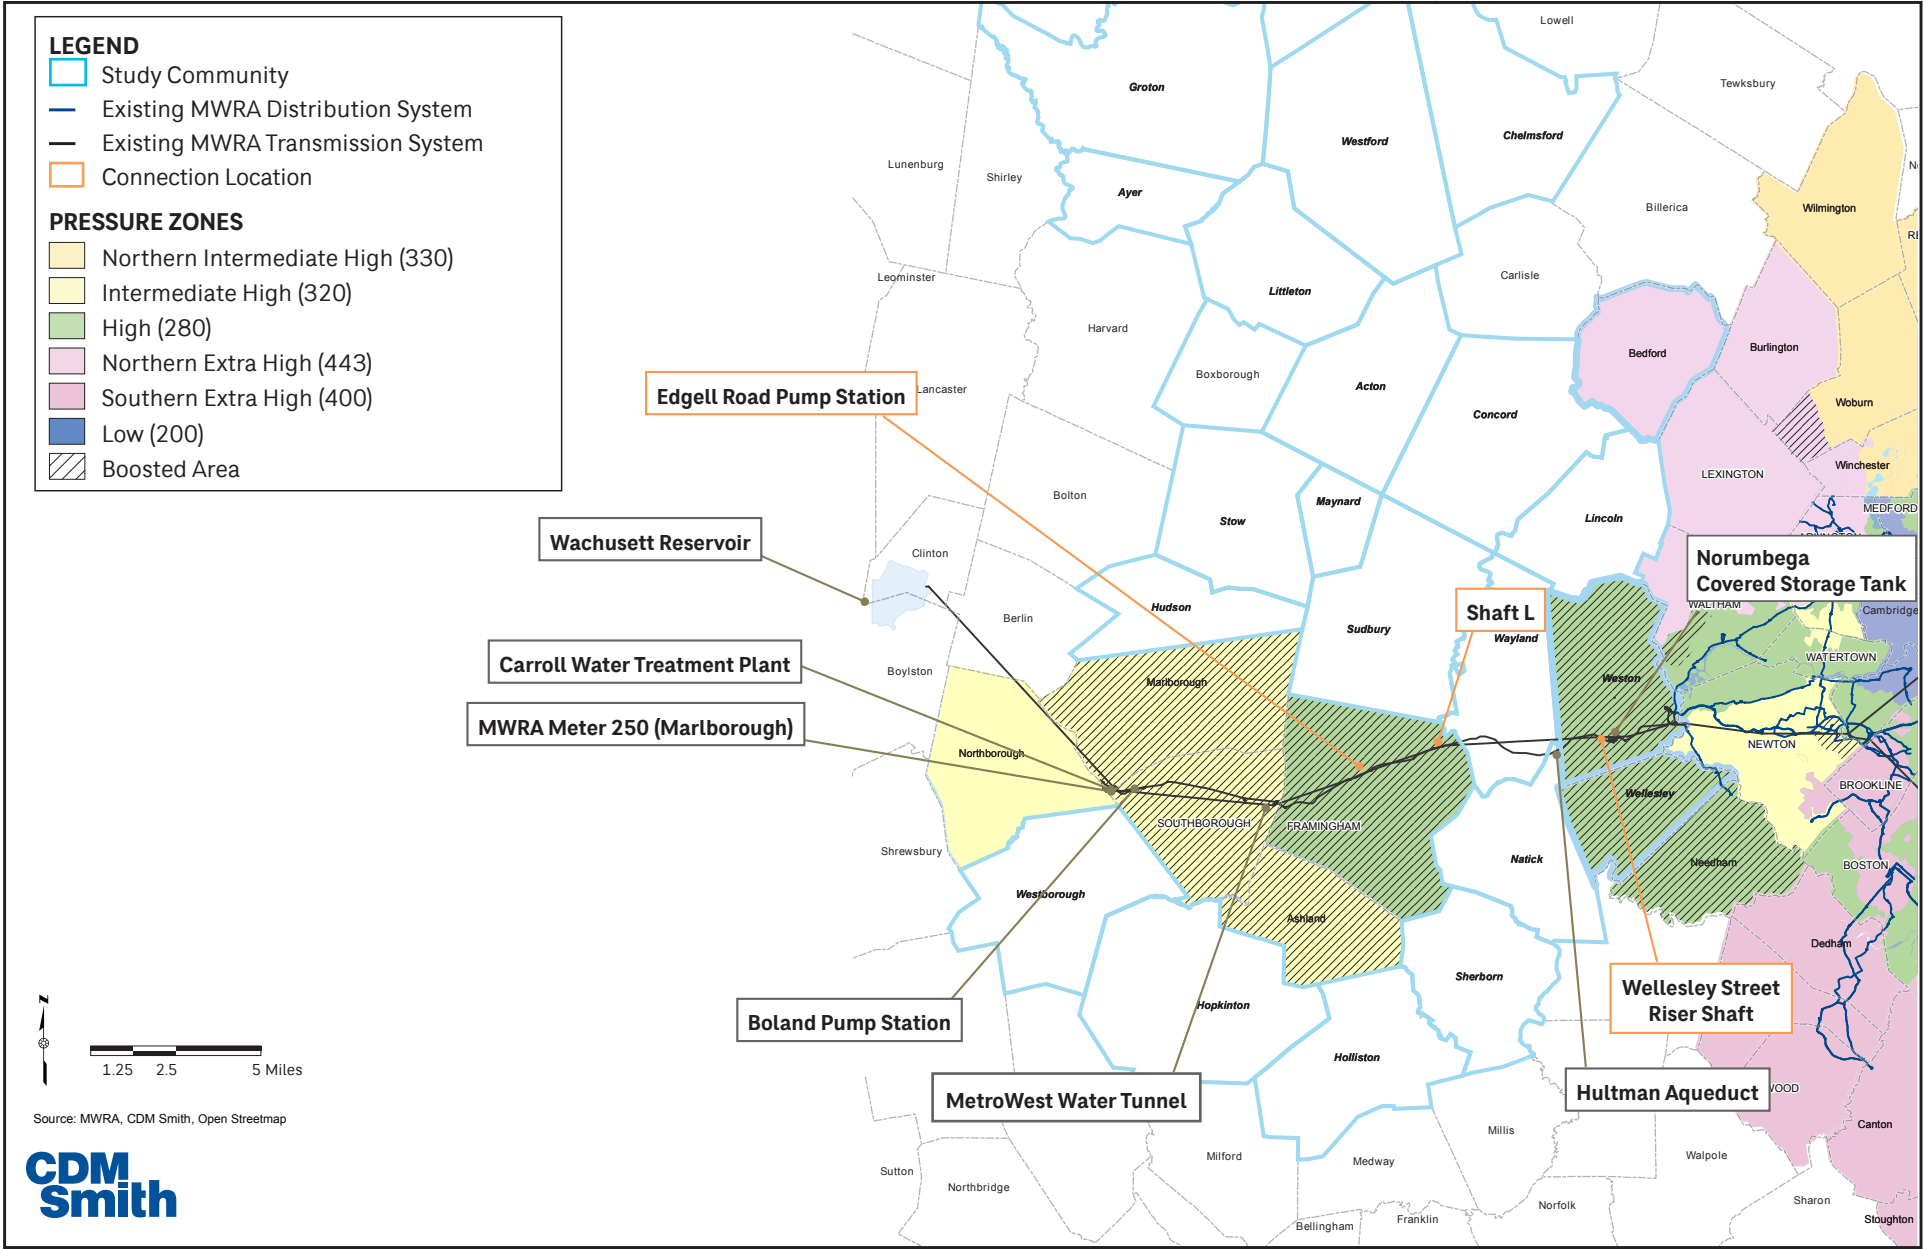 LEGEND
Study Community
Existing MWRA Distribution System
Existing MWRA Transmission System
Connection Location
PRESSURE ZONES
Northern Intermediate High (330)
Intermediate High (320)
High (280)
Northern Extra High (443)
Southern Extra High (400)
Low (200)
Boosted Area
Lowell
Tewksbury
Groton
Westford
Chelmsford
Lunenburg
Shirley
Ayer
Billerica
Wilmington
Leominster
Carlisle
Littleton
Harvard
Bedford
Burlington
Boxborough
Lancaster
Acton
Concord
Woburn
Edgell Road Pump Station
Winchester
LEXINGTON
Bolton
Maynard
Stow
Lincoln
MEDFORD
Wachusett Reservoir
Clinton
Norumbega
Covered Storage Tank
WALTHAM
Cambridge
Hudson
Berlin
Shaft L
Sudbury
Wayland
WATERTOWN
Carroll Water Treatment Plant
Boylston
Marlborough
Weston
MWRA Meter 250 (Marlborough)
Northborough
NEWTON
BROOKLINE
Wellesley
SOUTHBOROUGH
FRAMINGHAM
Shrewsbury
Natick
Needham
BOSTON
Westborough
Ashland
Dedham
Sherborn
Hopkinton
Wellesley Street
Riser Shaft
Boland Pump Station
Holliston
MetroWest Water Tunnel
Hultman Aqueduct
WOOD
Canton
Millis
Milford
Medway
Walpole
Sutton
Northbridge
Sharon
Norfolk
Franklin
Bellingham
Stoughton
N
1.25 2.5 5 Miles
Source: MWRA, CDM Smith, Open Streetmap
CDM
Smith